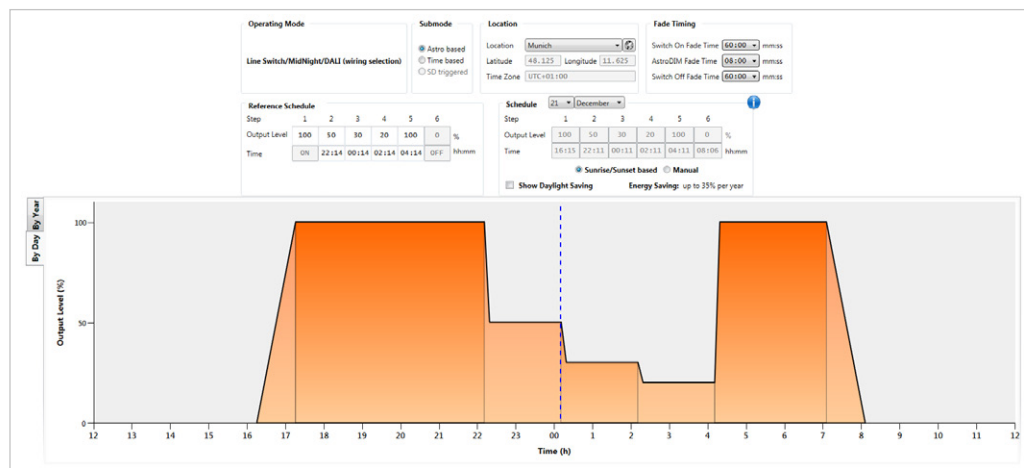 Operating Mode
Line Switch/MidNight/DALI (wiring selection)
Submode
Astro based
Time based
SD triggered
Location
Location Munich
Latitude 48.125 Longitude 11.625
Time Zone UTC+01:00
Fade Timing
Switch On Fade Time 60:00 mm:ss
AstroDIM Fade Time 08:00 mm:ss
Switch Off Fade Time 60:00 mm:ss
Reference Schedule
Step 1 2 3 4 5 6
Output Level 100 50 30 20 100 0 %
Time ON 22:14 00:14 02:14 04:14 OFF hh:mm
Schedule 21 December i
Step 1 2 3 4 5 6
Output Level 100 50 30 20 100 0 %
Time 16:15 22:11 00:11 02:11 04:11 08:06 hh:mm
Sunrise/Sunset based Manual
Show Daylight Saving Energy Saving: up to 35% per year
By Year
By Day
Output Level (%)
100
50
0
12 13 14 15 16 17 18 19 20 21 22 23 00 1 2 3 4 5 6 7 8 9 10 11 12
Time (h)